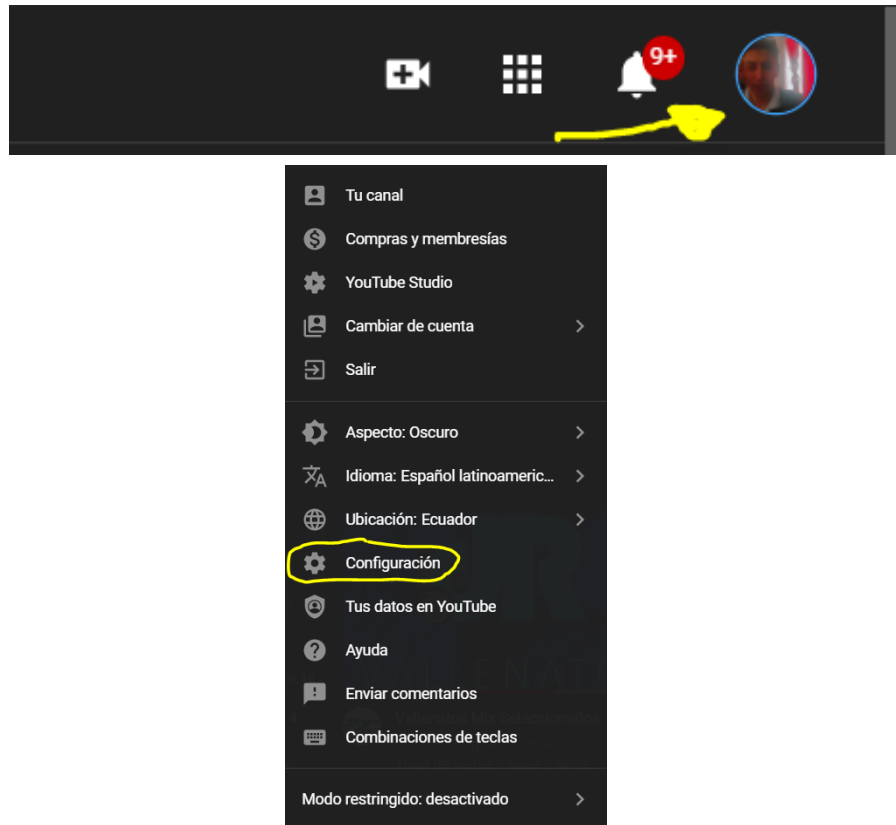 9+
Tu canal
Compras y membresías
YouTube Studio
Cambiar de cuenta
Salir
Aspecto: Oscuro
Idioma: Español latinoameric...
Ubicación: Ecuador
Configuración
Tus datos en YouTube
Ayuda
Enviar comentarios
Combinaciones de teclas
Modo restringido: desactivado